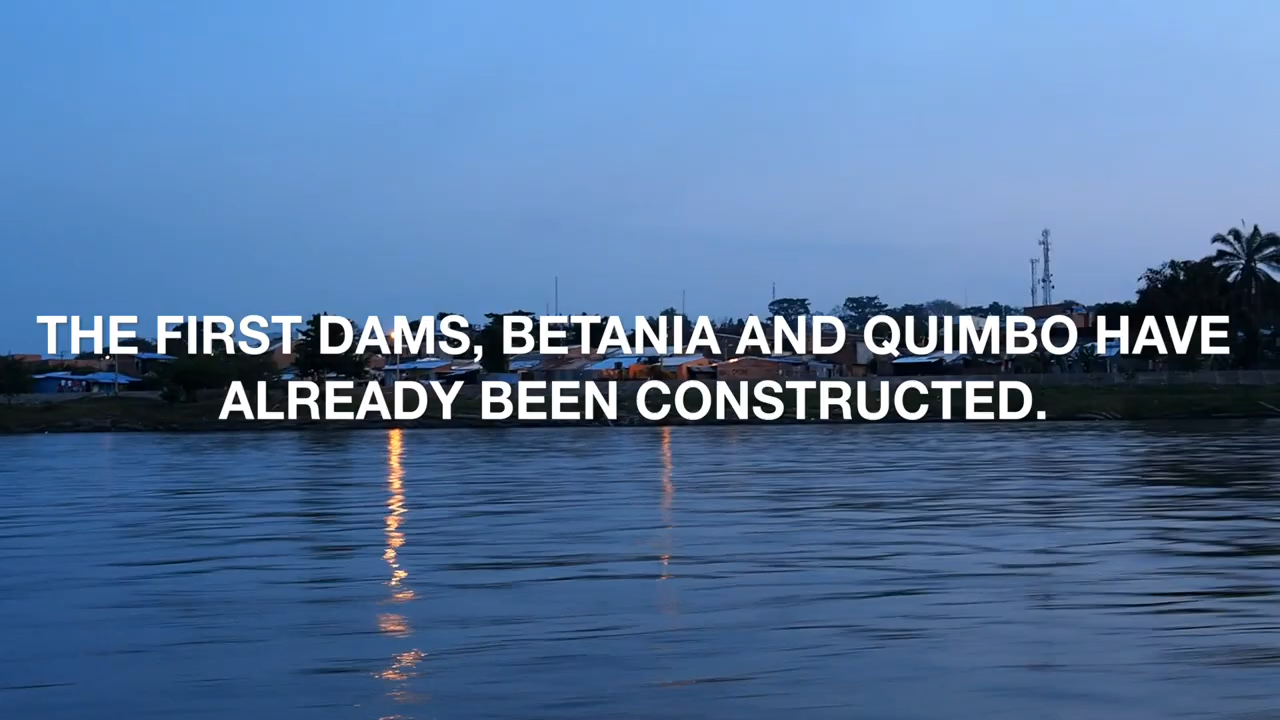 THE FIRST DAMS, BETANIA AND QUIMBO HAVE
ALREADY BEEN CONSTRUCTED.